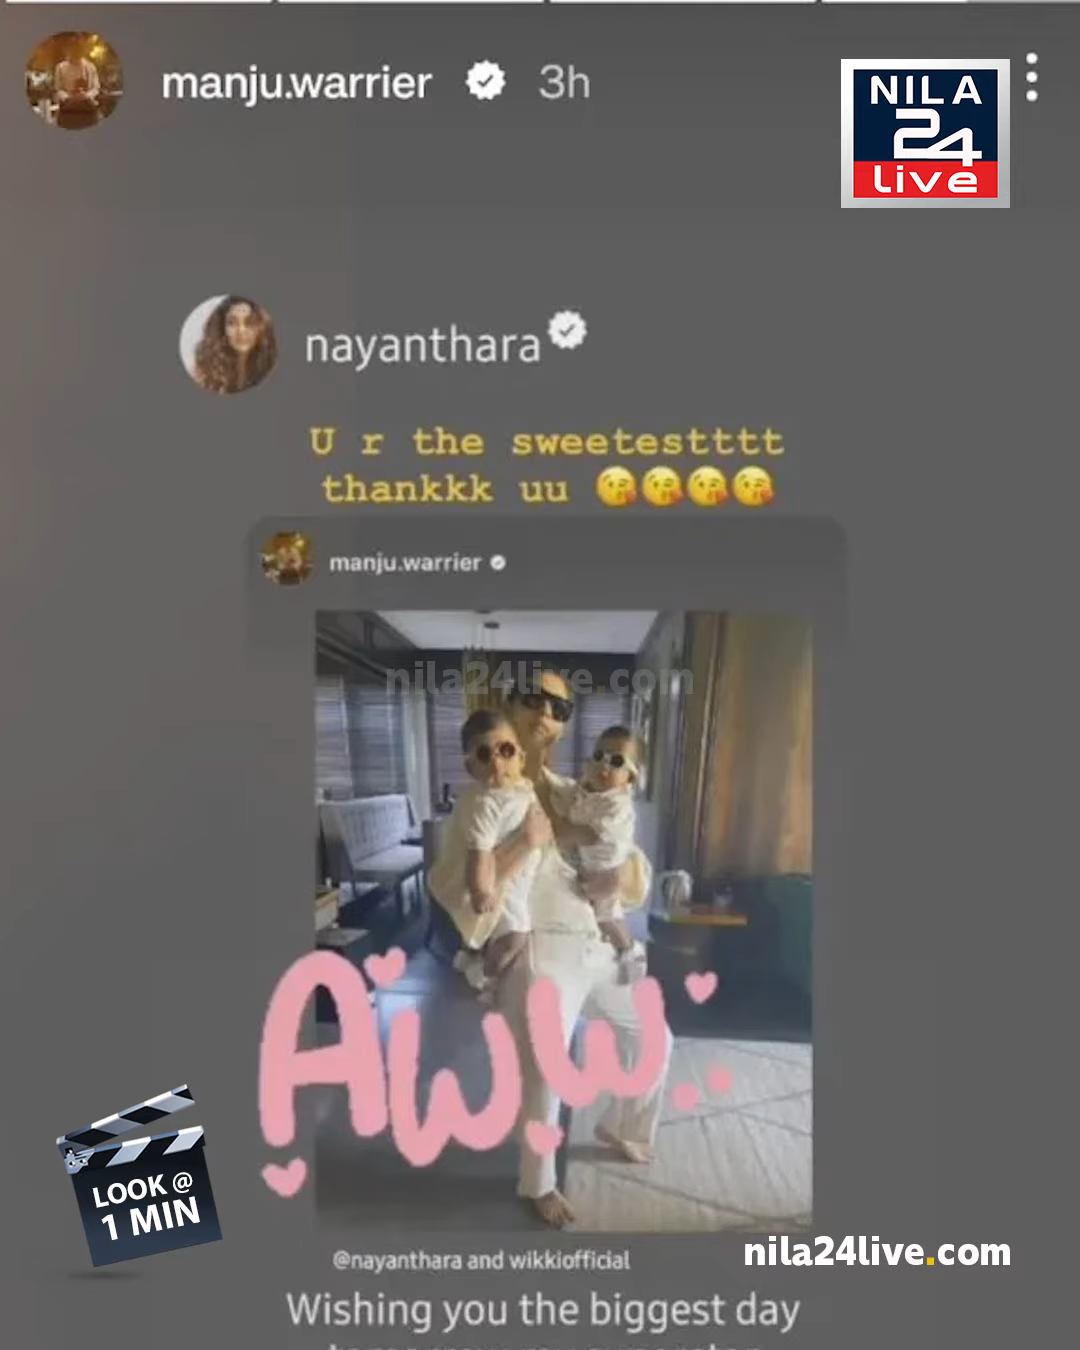 manju.warrier 3h
NILA
24
Live
nayanthara
U r the sweetestttt
thankkk uu 😘😘😘😘
manju.warrier
nila24live.com
Aww..
LOOK @
1 MIN
@nayanthara and wikkiofficial
nila24live.com
Wishing you the biggest day